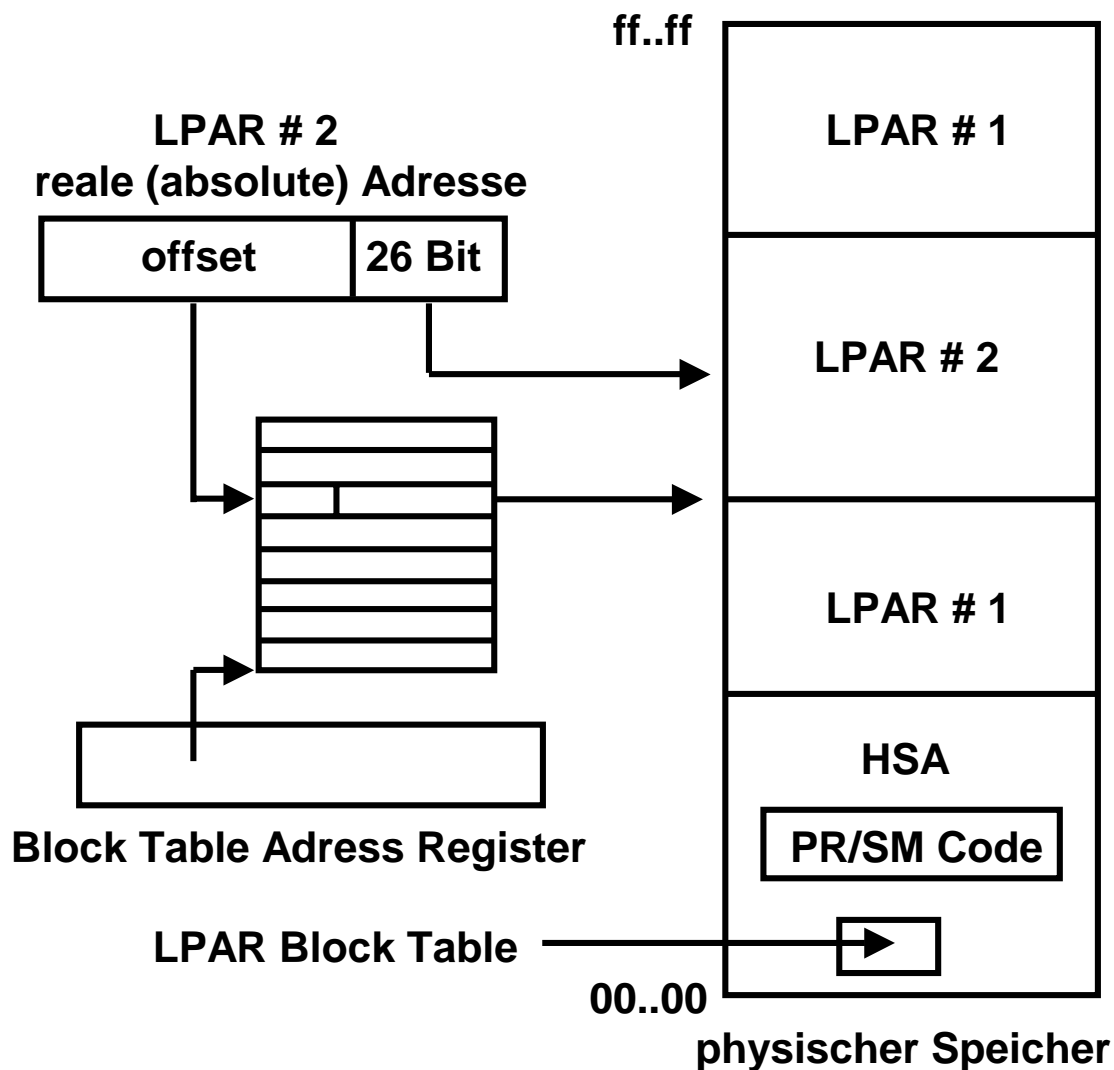 ff..ff
LPAR # 2
reale (absolute) Adresse
offset
26 Bit
LPAR # 1
LPAR # 2
LPAR # 1
HSA
PR/SM Code
Block Table Adress Register
LPAR Block Table
00..00
physischer Speicher